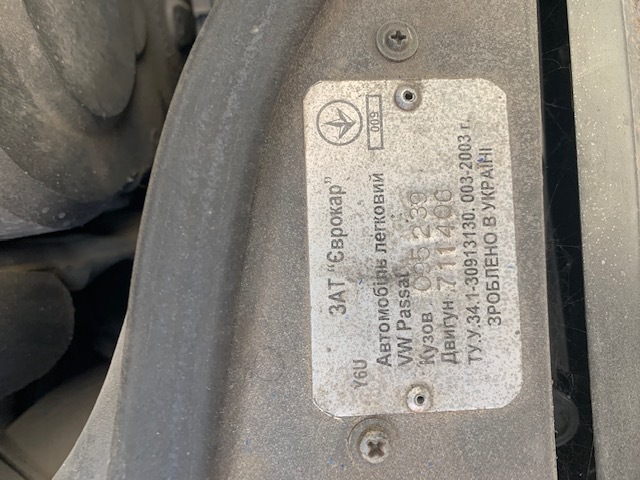 Y6U
ЗАТ "Єврокар"
009
Автомобіль легковий
VW Passat
Кузов 095239
Двигун 711406
ту.у.34.1-30913130. 003-2003 г.
ЗРОБЛЕНО В УКРАЇНІ